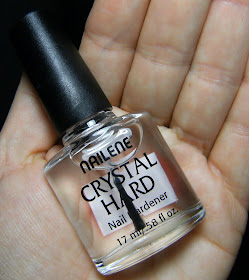 NAILENE
CRYSTAL
HARD
Nail Hardener
17 ml/.58 fl oz.